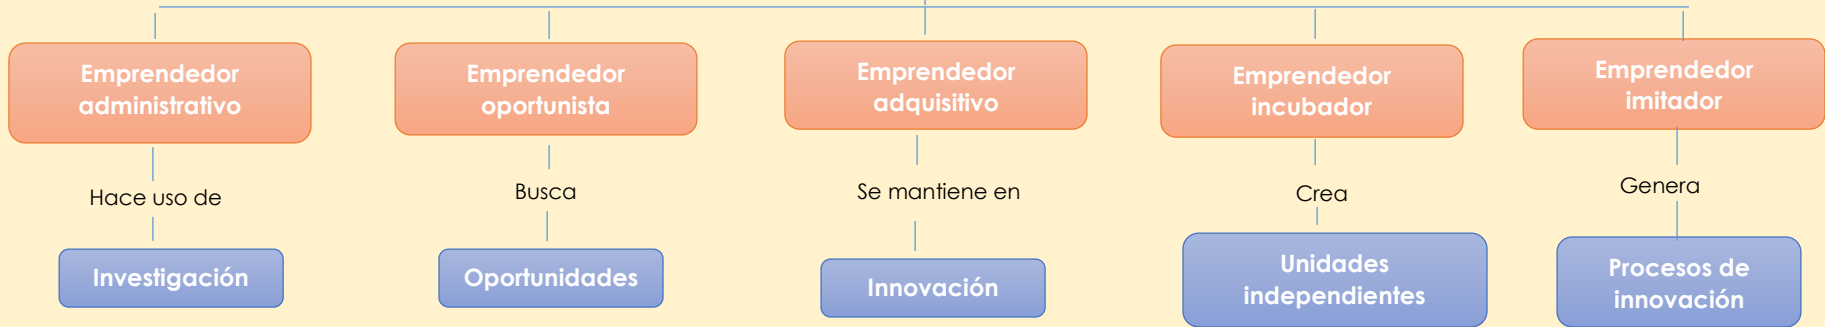 Emprendedor
administrativo
Emprendedor
oportunista
Emprendedor
adquisitivo
Emprendedor
incubador
Emprendedor
imitador
Hace uso de
Busca
Se mantiene en
Crea
Genera
Investigación
Oportunidades
Innovación
Unidades
independientes
Procesos de
innovación